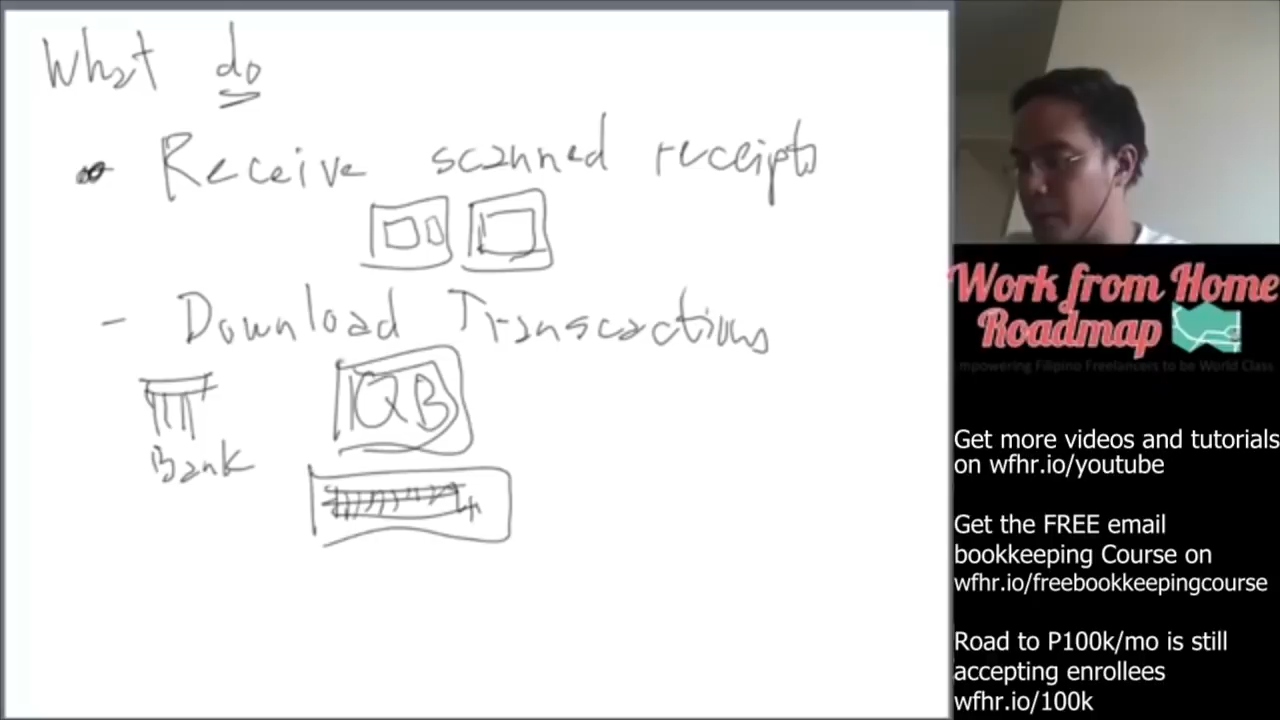 What do
Receive scanned receipts
- Download Transcactions
QB
Bank
Work from Home
Roadmap
Empowering Filipino Freelancers to be World Class
Get more videos and tutorials
on wfhr.io/youtube
Get the FREE email
bookkeeping Course on
wfhr.io/freebookkeepingcourse
Road to P100k/mo is still
accepting enrollees
wfhr.io/100k